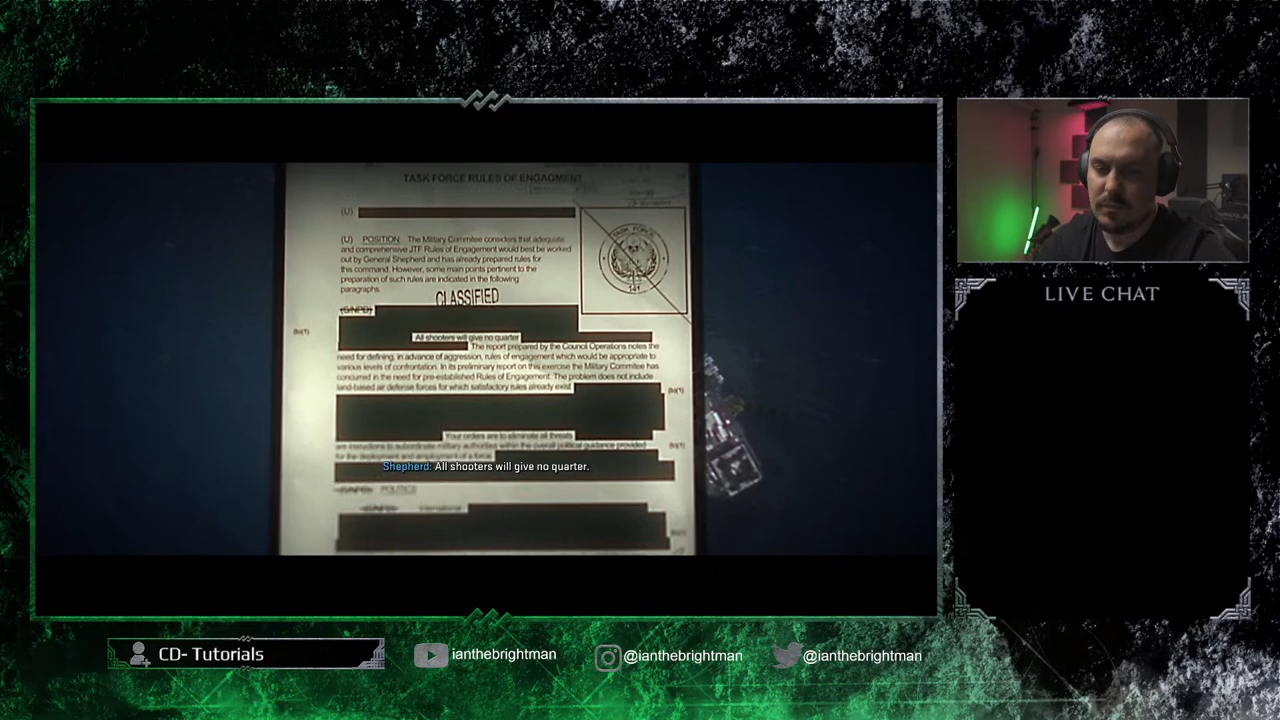 TASK FORCE RULES OF ENGAGMENT
(U)
(U) POSITION: The Military Commitee considers that adequate
and comprehensive JTF Rules of Engagement would best be worked
out by General Shepherd and has already prepared rules for
this command. However, some main points pertinent to the
preparation of such rules are indicated in the following
paragraphs.
TASK FORCE
141
CLASSIFIED
(S/NPD)
(b)(1)
All shooters will give no quarter
The report prepared by the Council Operations notes the
need for defining, in advance of aggression, rules of engagement which would be appropriate to
various levels of confrontation. In its preliminary report on this exercise the Military Commitee has
concurred in the need for pre-established Rules of Engagement. The problem does not include
land-based air defense forces for which satisfactory rules already exist
(b)(1)
Your orders are to eliminate all threats
are instructions to subordinate military authorities within the overall political guidance provided
(b)(1)
for the deployment and employment of a force
Shepherd: All shooters will give no quarter.
POLITICS
International
LIVE CHAT
CD- Tutorials
ianthebrightman
@ianthebrightman
@ianthebrightman